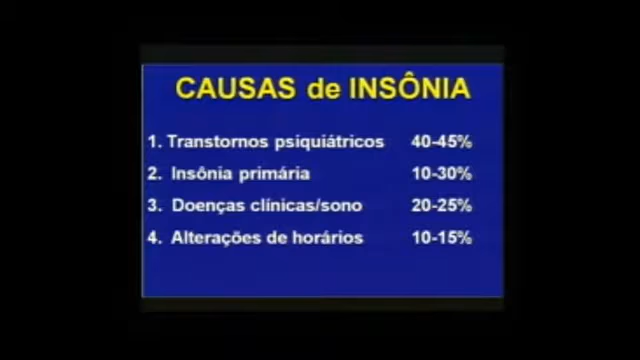 CAUSAS de INSÔNIA
1. Transtornos psiquiátricos 40-45%
2. Insônia primária 10-30%
3. Doenças clínicas/sono 20-25%
4. Alterações de horários 10-15%